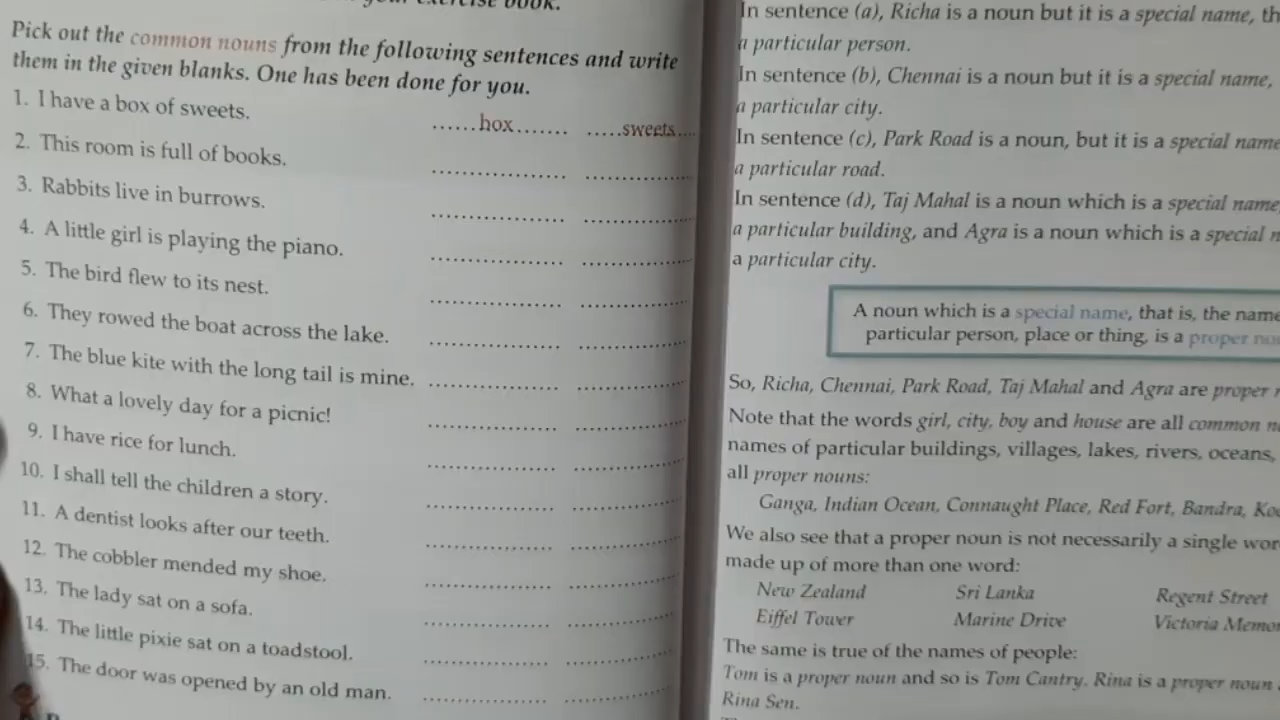 exercise book.
Pick out the common nouns from the following sentences and write
them in the given blanks. One has been done for you.
1. I have a box of sweets. ......box....... .....sweets....
2. This room is full of books.
3. Rabbits live in burrows.
4. A little girl is playing the piano.
5. The bird flew to its nest.
6. They rowed the boat across the lake.
7. The blue kite with the long tail is mine.
8. What a lovely day for a picnic!
9. I have rice for lunch.
10. I shall tell the children a story.
11. A dentist looks after our teeth.
12. The cobbler mended my shoe.
13. The lady sat on a sofa.
14. The little pixie sat on a toadstool.
15. The door was opened by an old man.
In sentence (a), Richa is a noun but it is a special name,
a particular person.
In sentence (b), Chennai is a noun but it is a special name,
a particular city.
In sentence (c), Park Road is a noun, but it is a special name
a particular road.
In sentence (d), Taj Mahal is a noun which is a special name
a particular building, and Agra is a noun which is a special
a particular city.
A noun which is a special name, that is, the name
particular person, place or thing, is a proper
So, Richa, Chennai, Park Road, Taj Mahal and Agra are proper
Note that the words girl, city, boy and house are all common
names of particular buildings, villages, lakes, rivers, oceans,
all proper nouns:
Ganga, Indian Ocean, Connaught Place, Red Fort, Bandra,
We also see that a proper noun is not necessarily a single
made up of more than one word:
New Zealand Sri Lanka Regent Street
Eiffel Tower Marine Drive Victoria
The same is true of the names of people:
Tom is a proper noun and so is Tom Cantry. Rina is a proper noun
Rina Sen.